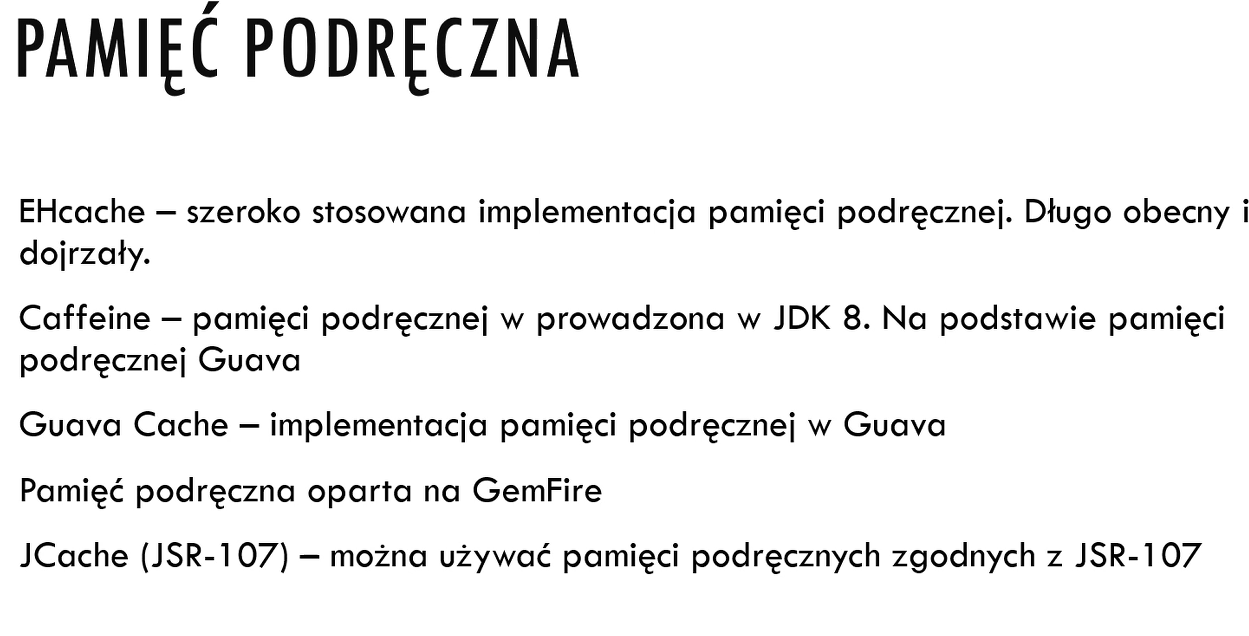 PAMIĘĆ PODRĘCZNA
EHcache – szeroko stosowana implementacja pamięci podręcznej. Długo obecny i
dojrzały.
Caffeine – pamięci podręcznej w prowadzona w JDK 8. Na podstawie pamięci
podręcznej Guava
Guava Cache – implementacja pamięci podręcznej w Guava
Pamięć podręczna oparta na GemFire
JCache (JSR-107) – można używać pamięci podręcznych zgodnych z JSR-107